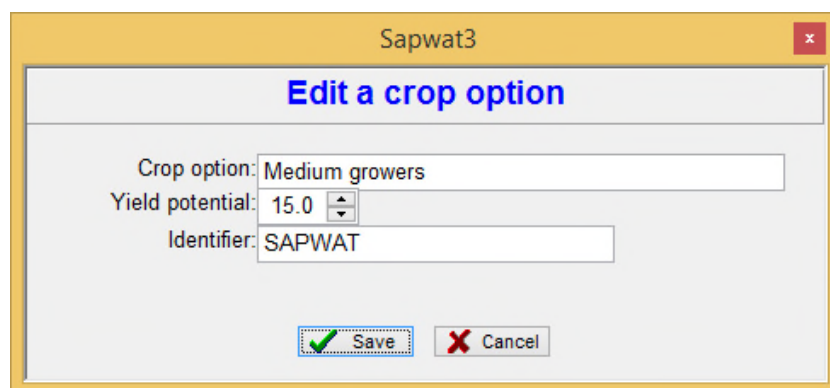 Sapwat3
x
Edit a crop option
Crop option: Medium growers
Yield potential: 15.0
Identifier: SAPWAT
Save Cancel